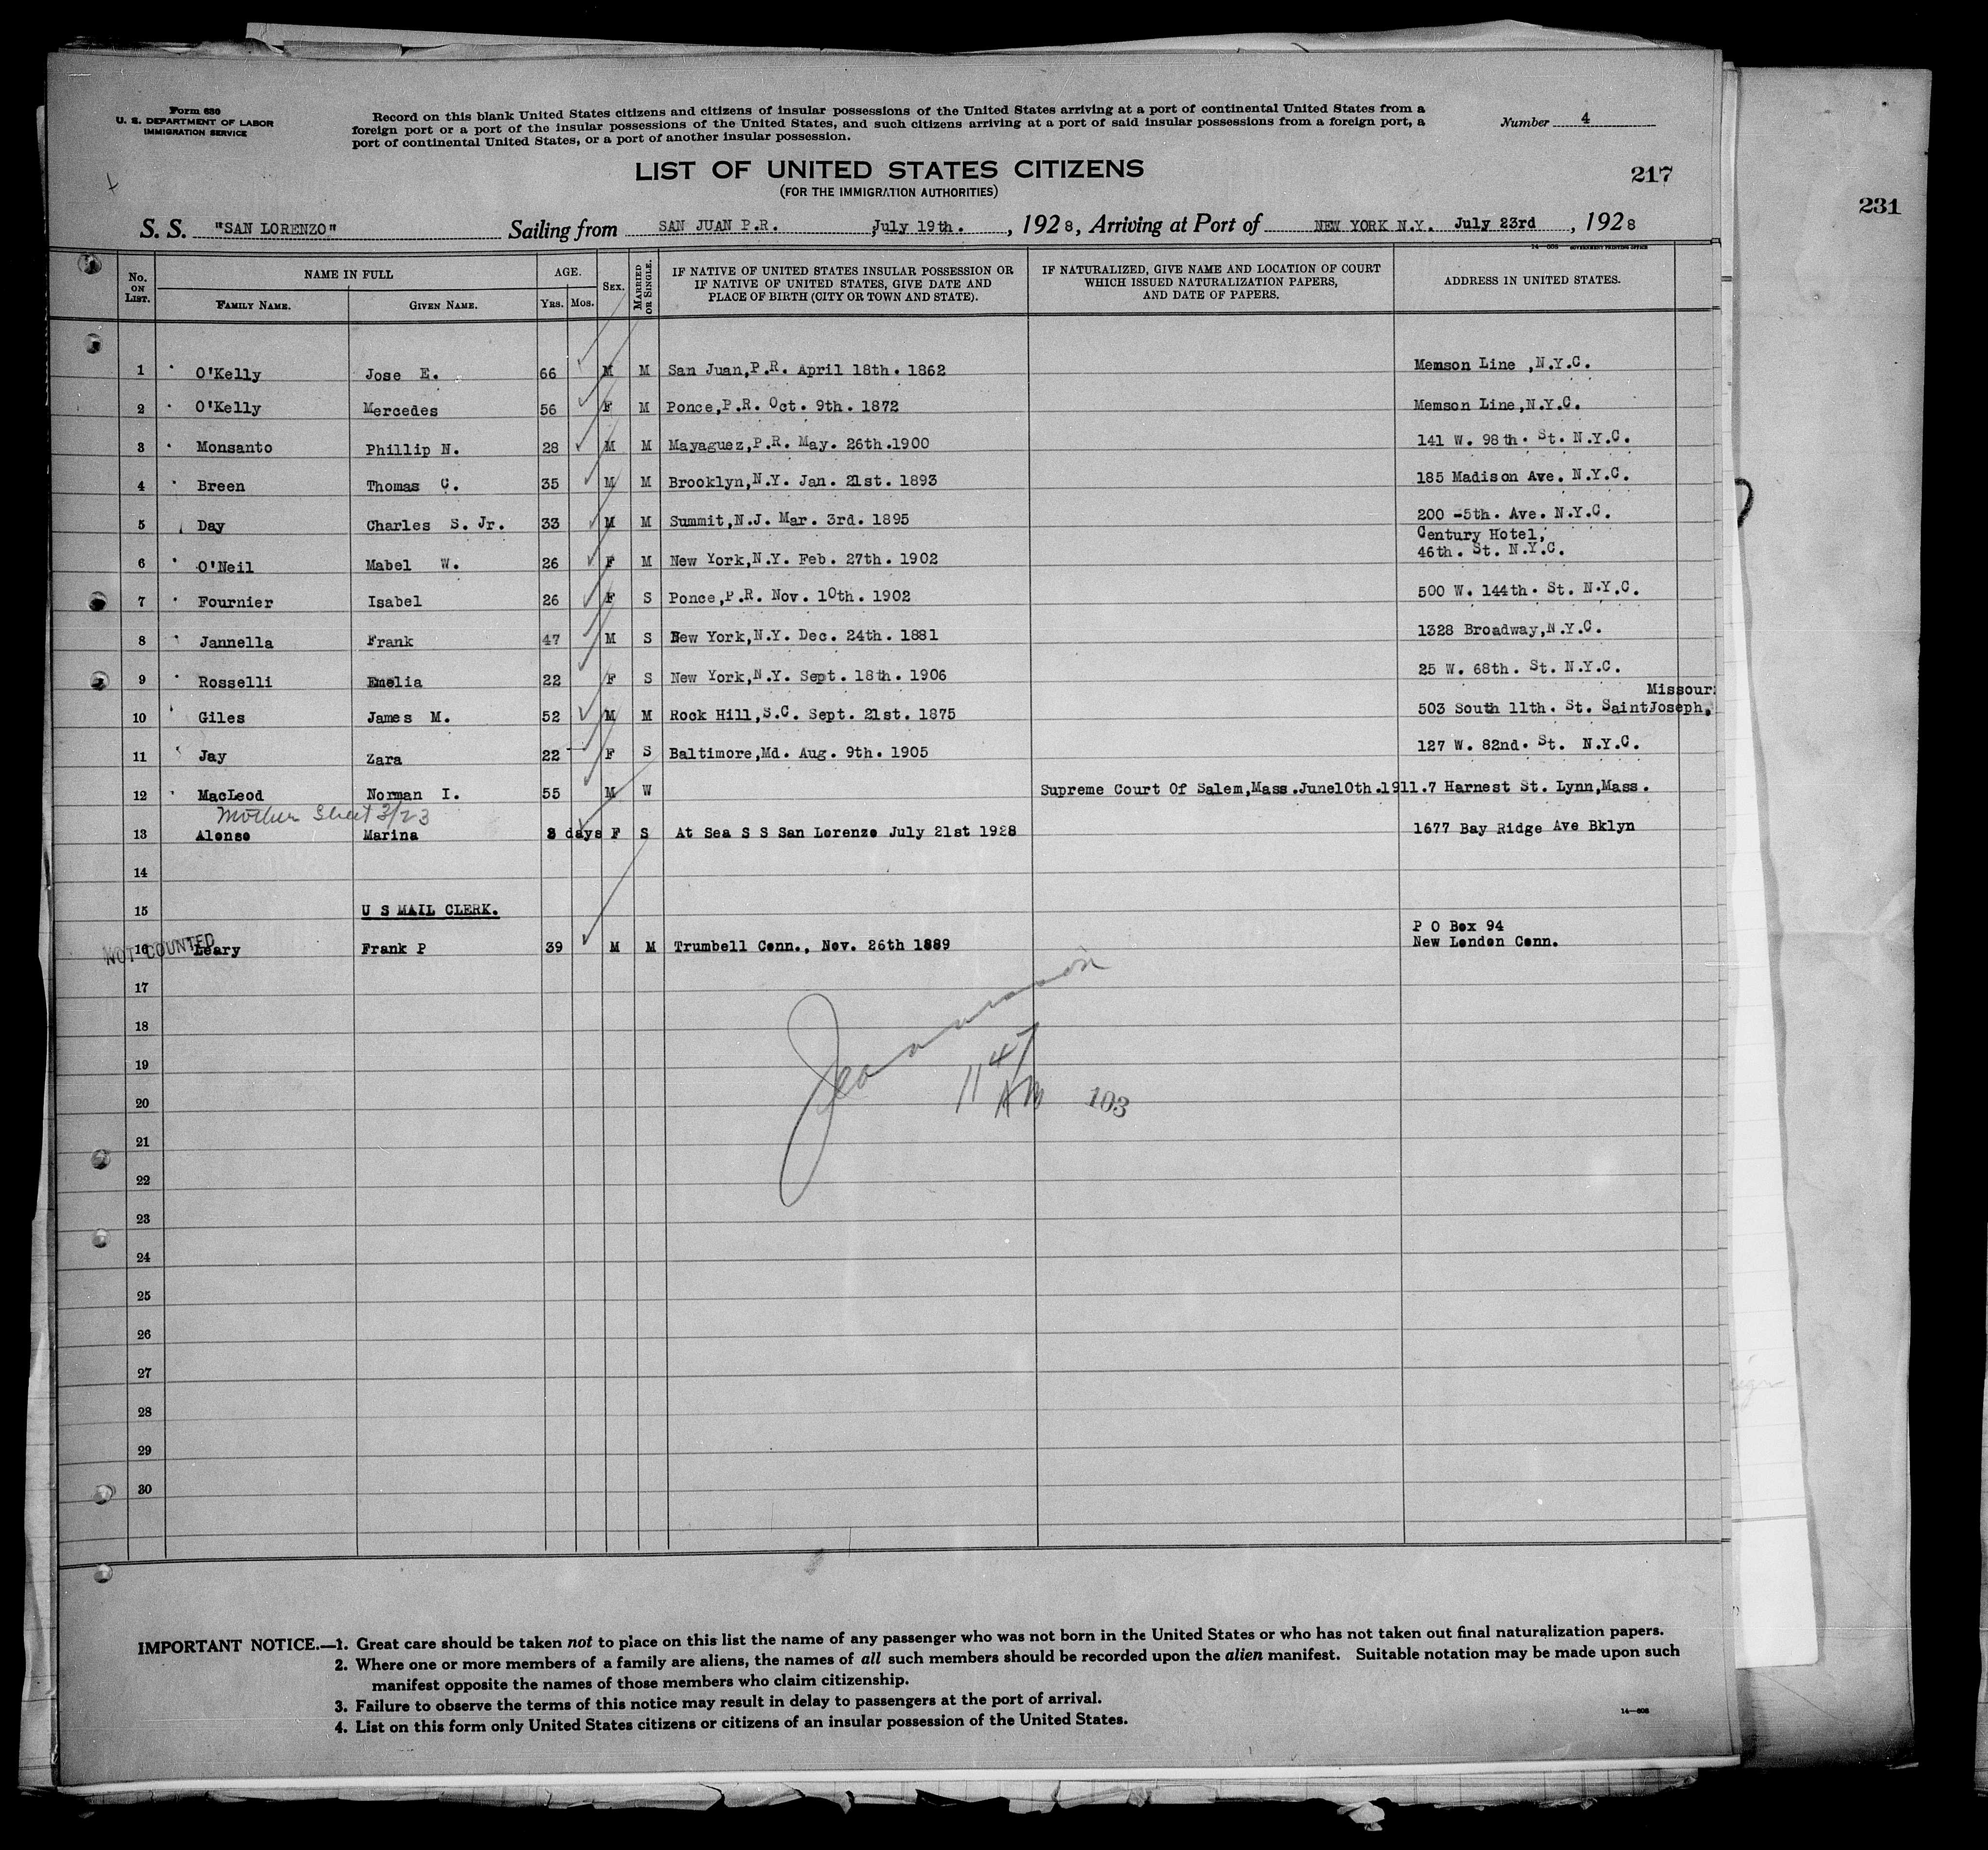 Form 630
U. S. DEPARTMENT OF LABOR
IMMIGRATION SERVICE
Record on this blank United States citizens and citizens of insular possessions of the United States arriving at a port of continental United States from a
foreign port or a port of the insular possessions of the United States, and such citizens arriving at a port of said insular possessions from a foreign port, a
port of continental United States, or a port of another insular possession.
Number 4
LIST OF UNITED STATES CITIZENS
(FOR THE IMMIGRATION AUTHORITIES)
217
231
S. S. "SAN LORENZO" Sailing from SAN JUAN P.R. July 19th. , 1928, Arriving at Port of NEW YORK N.Y. July 23rd , 1928
14—608 GOVERNMENT PRINTING OFFICE
No. ON LIST. NAME IN FULL AGE. SEX. MARRIED OR SINGLE. IF NATIVE OF UNITED STATES INSULAR POSSESSION OR IF NATIVE OF UNITED STATES, GIVE DATE AND PLACE OF BIRTH (CITY OR TOWN AND STATE). IF NATURALIZED, GIVE NAME AND LOCATION OF COURT WHICH ISSUED NATURALIZATION PAPERS, AND DATE OF PAPERS. ADDRESS IN UNITED STATES.
FAMILY NAME. GIVEN NAME. YRS. MOS.
1 O'Kelly Jose E. 66 M M San Juan,P.R. April 18th. 1862 Memson Line ,N.Y.C.
2 O'Kelly Mercedes 56 F M Ponce,P.R. Oct. 9th. 1872 Memson Line,N.Y.C.
3 Monsanto Phillip N. 28 M M Mayaguez,P.R. May. 26th.1900 141 W. 98th. St. N.Y.C.
4 Breen Thomas C. 35 M M Brooklyn,N.Y. Jan. 21st. 1893 185 Madison Ave. N.Y.C.
5 Day Charles S. Jr. 33 M M Summit,N.J. Mar. 3rd. 1895 200 -5th. Ave. N.Y.C.
Century Hotel,
6 O'Neil Mabel W. 26 F M New York,N.Y. Feb. 27th. 1902 46th. St. N.Y.C.
7 Fournier Isabel 26 F S Ponce,P.R. Nov. 10th. 1902 500 W. 144th. St. N.Y.C.
8 Jannella Frank 47 M S New York,N.Y. Dec. 24th. 1881 1328 Broadway,N.Y.C.
9 Rosselli Emelia 22 F S New York,N.Y. Sept. 18th. 1906 25 W. 68th. St. N.Y.C.
Missouri
10 Giles James M. 52 M M Rock Hill,S.C. Sept. 21st. 1875 503 South 11th. St. SaintJoseph,
11 Jay Zara 22 F S Baltimore,Md. Aug. 9th. 1905 127 W. 82nd. St. N.Y.C.
12 MacLeod Norman I. 55 M W Supreme Court Of Salem,Mass.June10th.1911. 7 Harnest St. Lynn,Mass.
Mother Sheet 3/23
13 Alonso Marina 3 days F S At Sea S S San Lorenzo July 21st 1928 1677 Bay Ridge Ave Bklyn
14
15 U S MAIL CLERK.
P O Box 94
NOT COUNTED
16 Leary Frank P 39 M M Trumbell Conn., Nov. 26th 1889 New London Conn.
17
18
19
20
11 47
AM
103
21
22
23
24
25
26
27
28
29
30
IMPORTANT NOTICE.—1. Great care should be taken not to place on this list the name of any passenger who was not born in the United States or who has not taken out final naturalization papers.
2. Where one or more members of a family are aliens, the names of all such members should be recorded upon the alien manifest. Suitable notation may be made upon such
manifest opposite the names of those members who claim citizenship.
3. Failure to observe the terms of this notice may result in delay to passengers at the port of arrival.
4. List on this form only United States citizens or citizens of an insular possession of the United States.
14—608